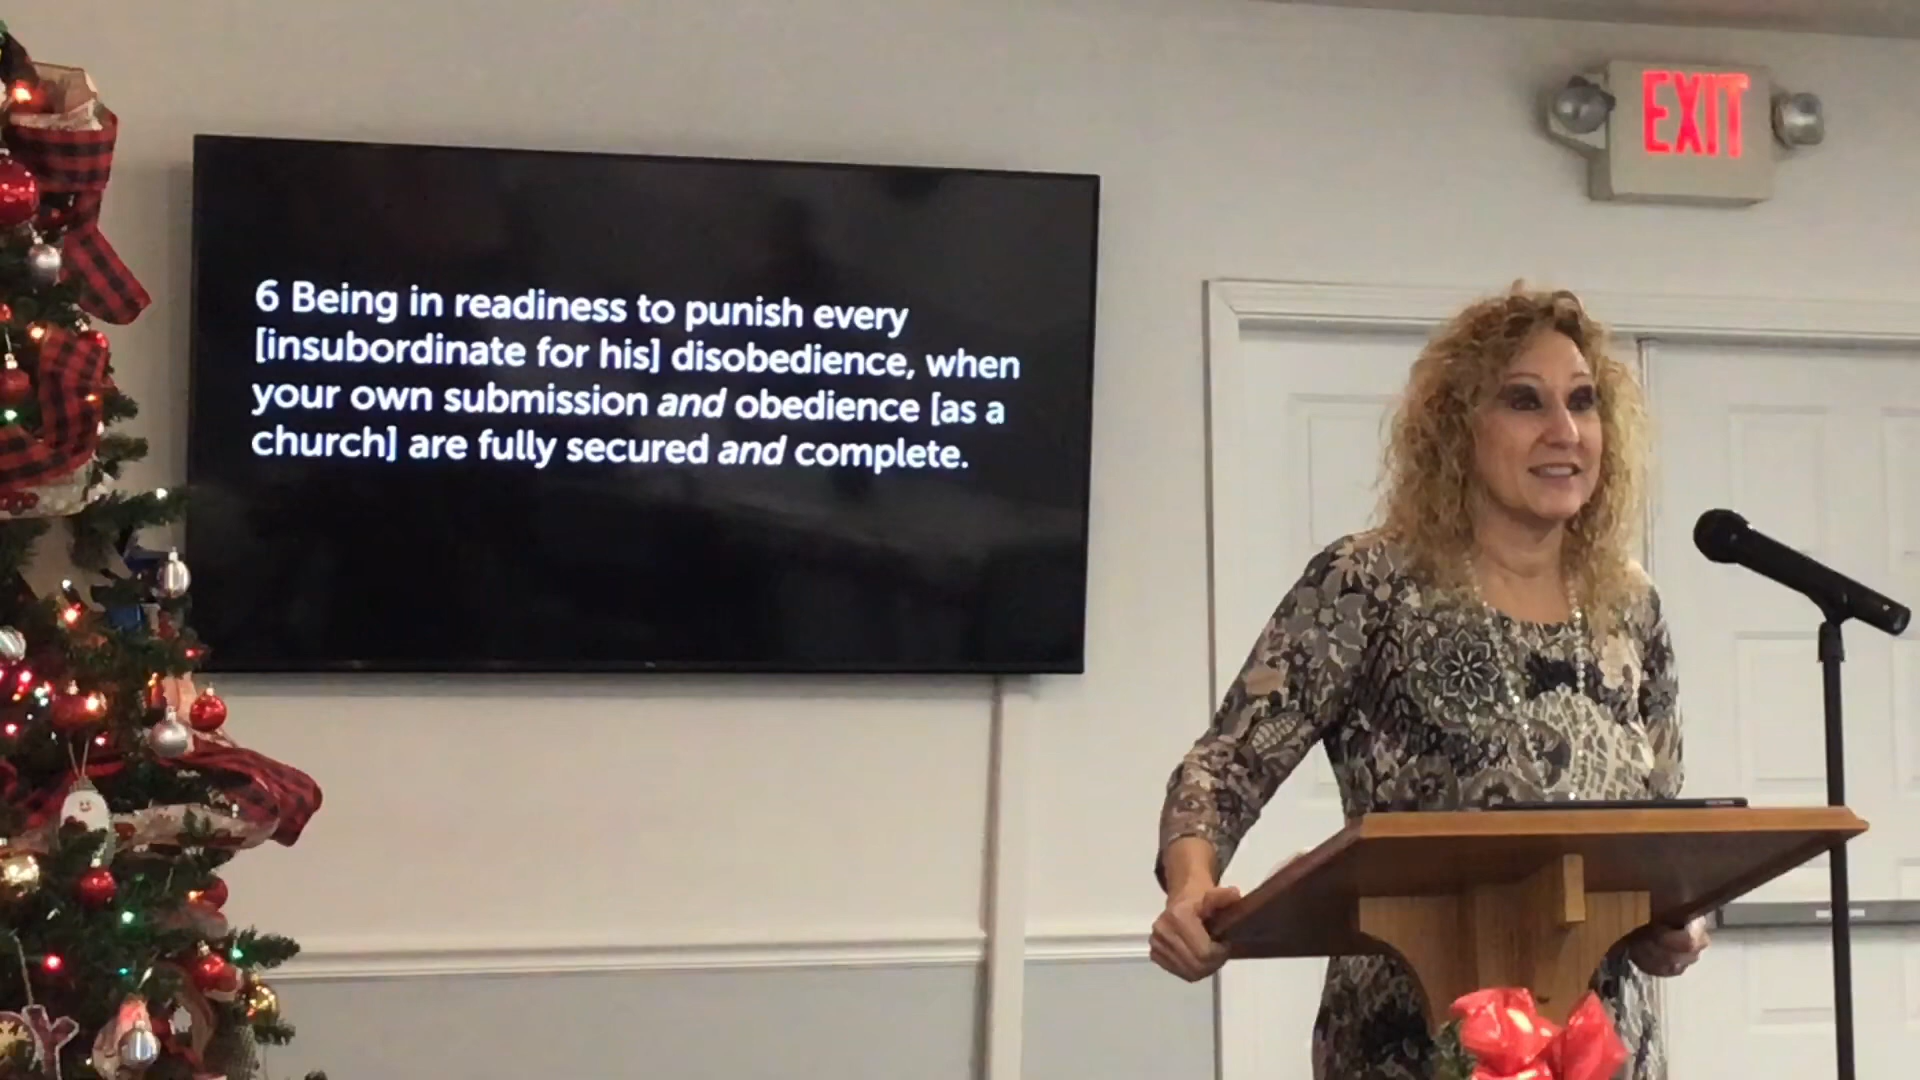 EXIT
6 Being in readiness to punish every
[insubordinate for his] disobedience, when
your own submission and obedience [as a
church] are fully secured and complete.